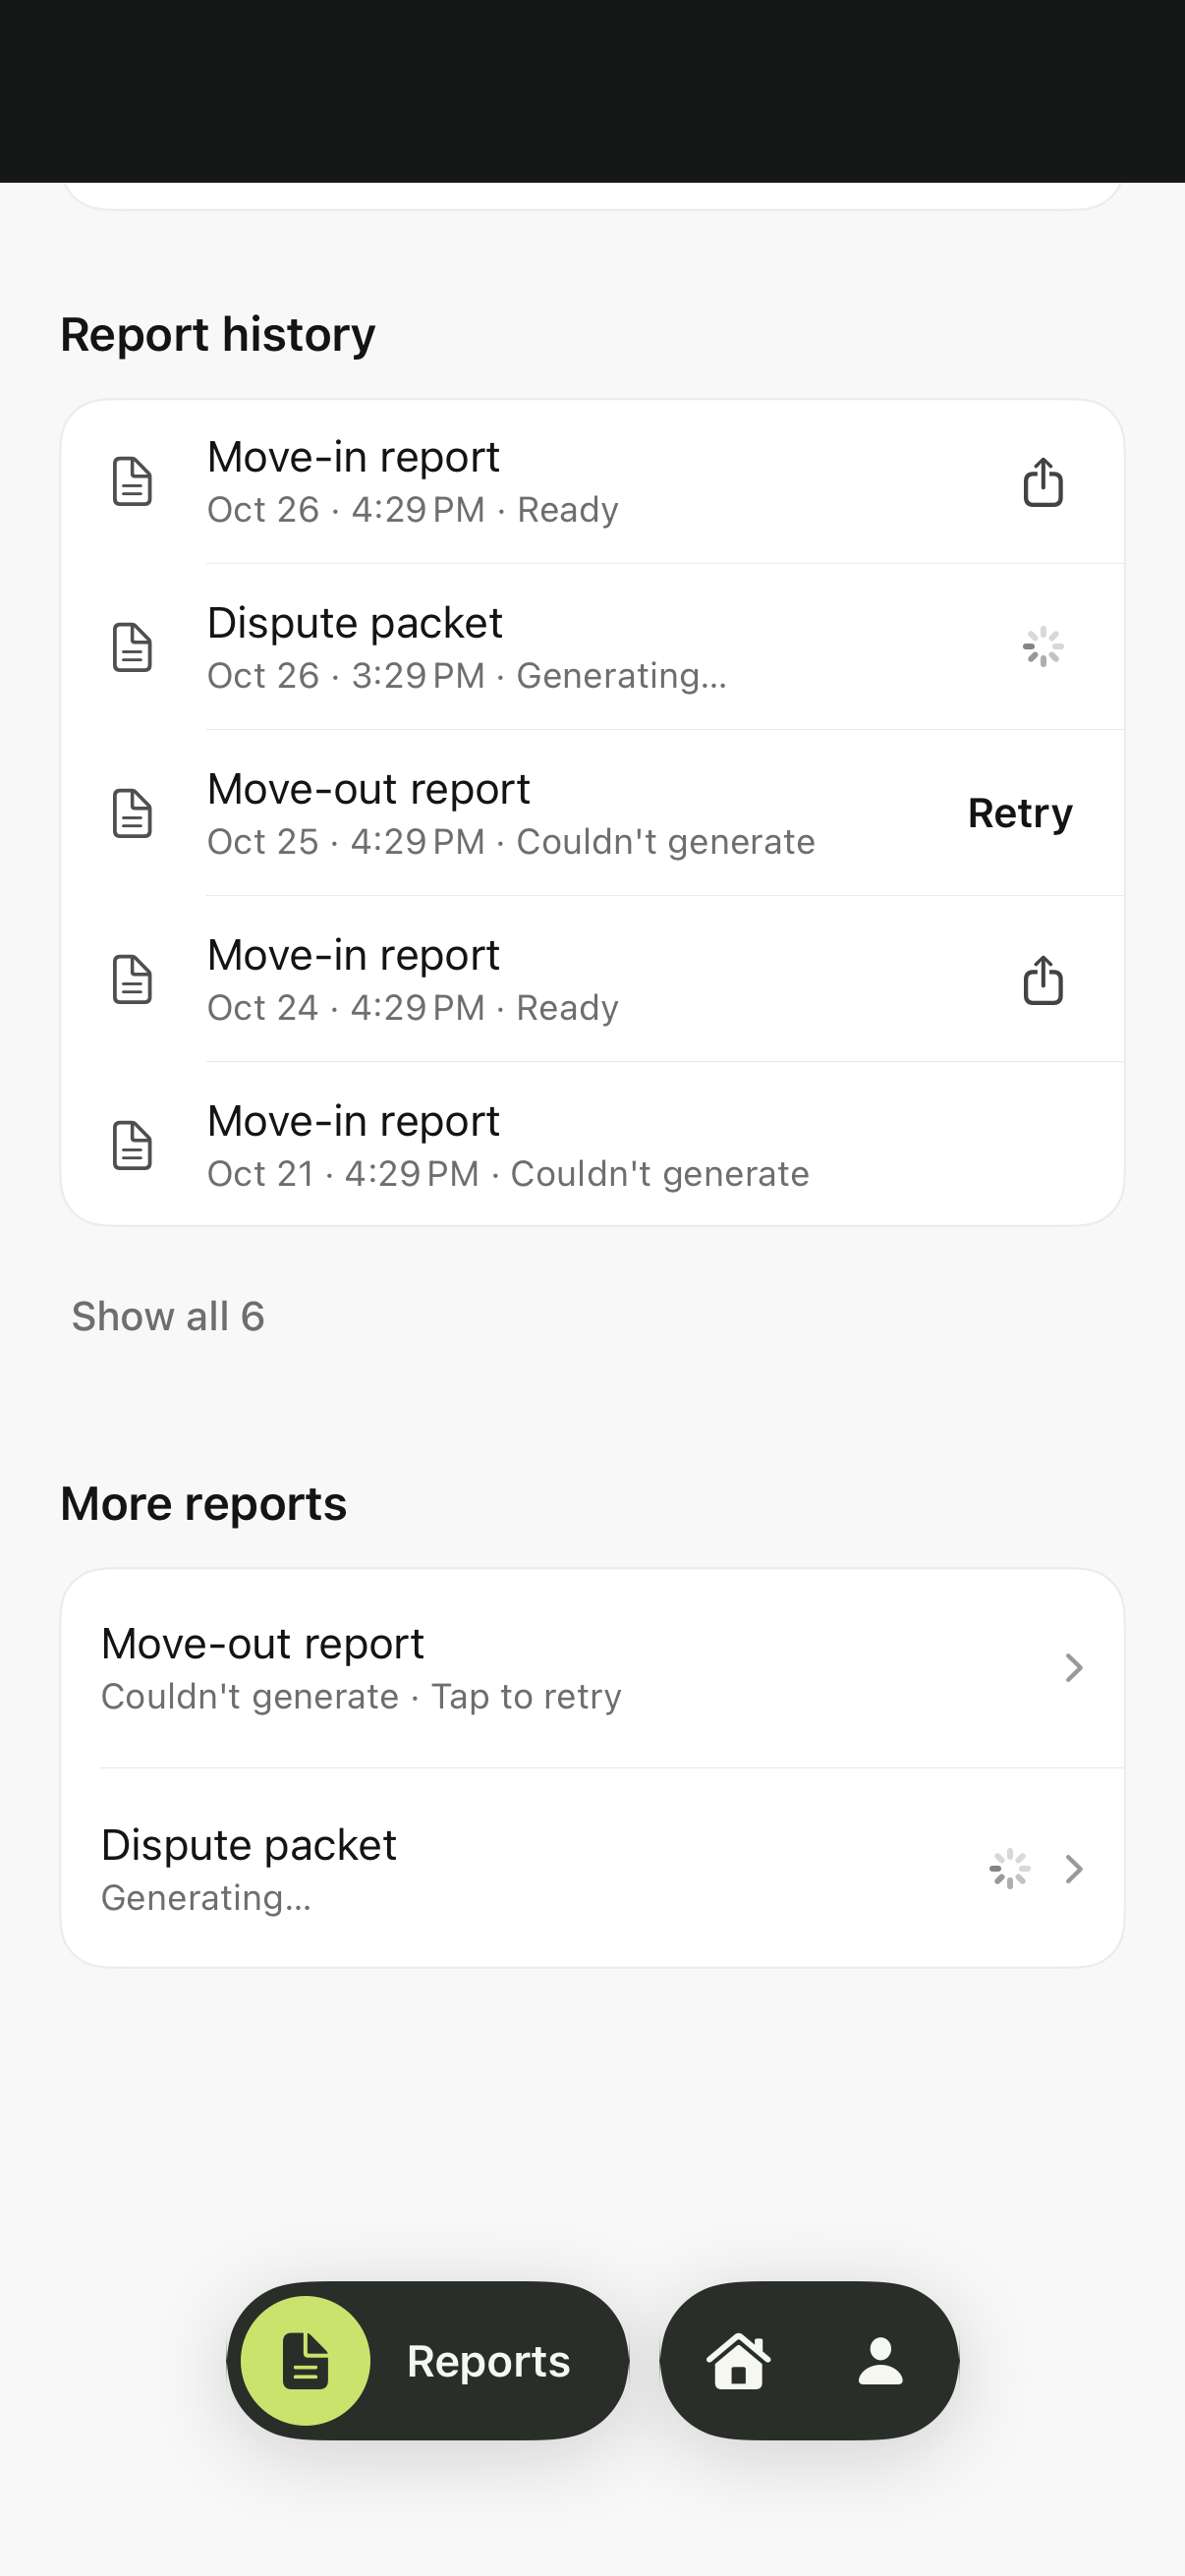 Report history
Move-in report
Oct 26 · 4:29 PM · Ready
Dispute packet
Oct 26 · 3:29 PM · Generating...
Move-out report
Oct 25 · 4:29 PM · Couldn't generate
Retry
Move-in report
Oct 24 · 4:29 PM · Ready
Move-in report
Oct 21 · 4:29 PM · Couldn't generate
Show all 6
More reports
Move-out report
Couldn't generate · Tap to retry
Dispute packet
Generating...
Reports